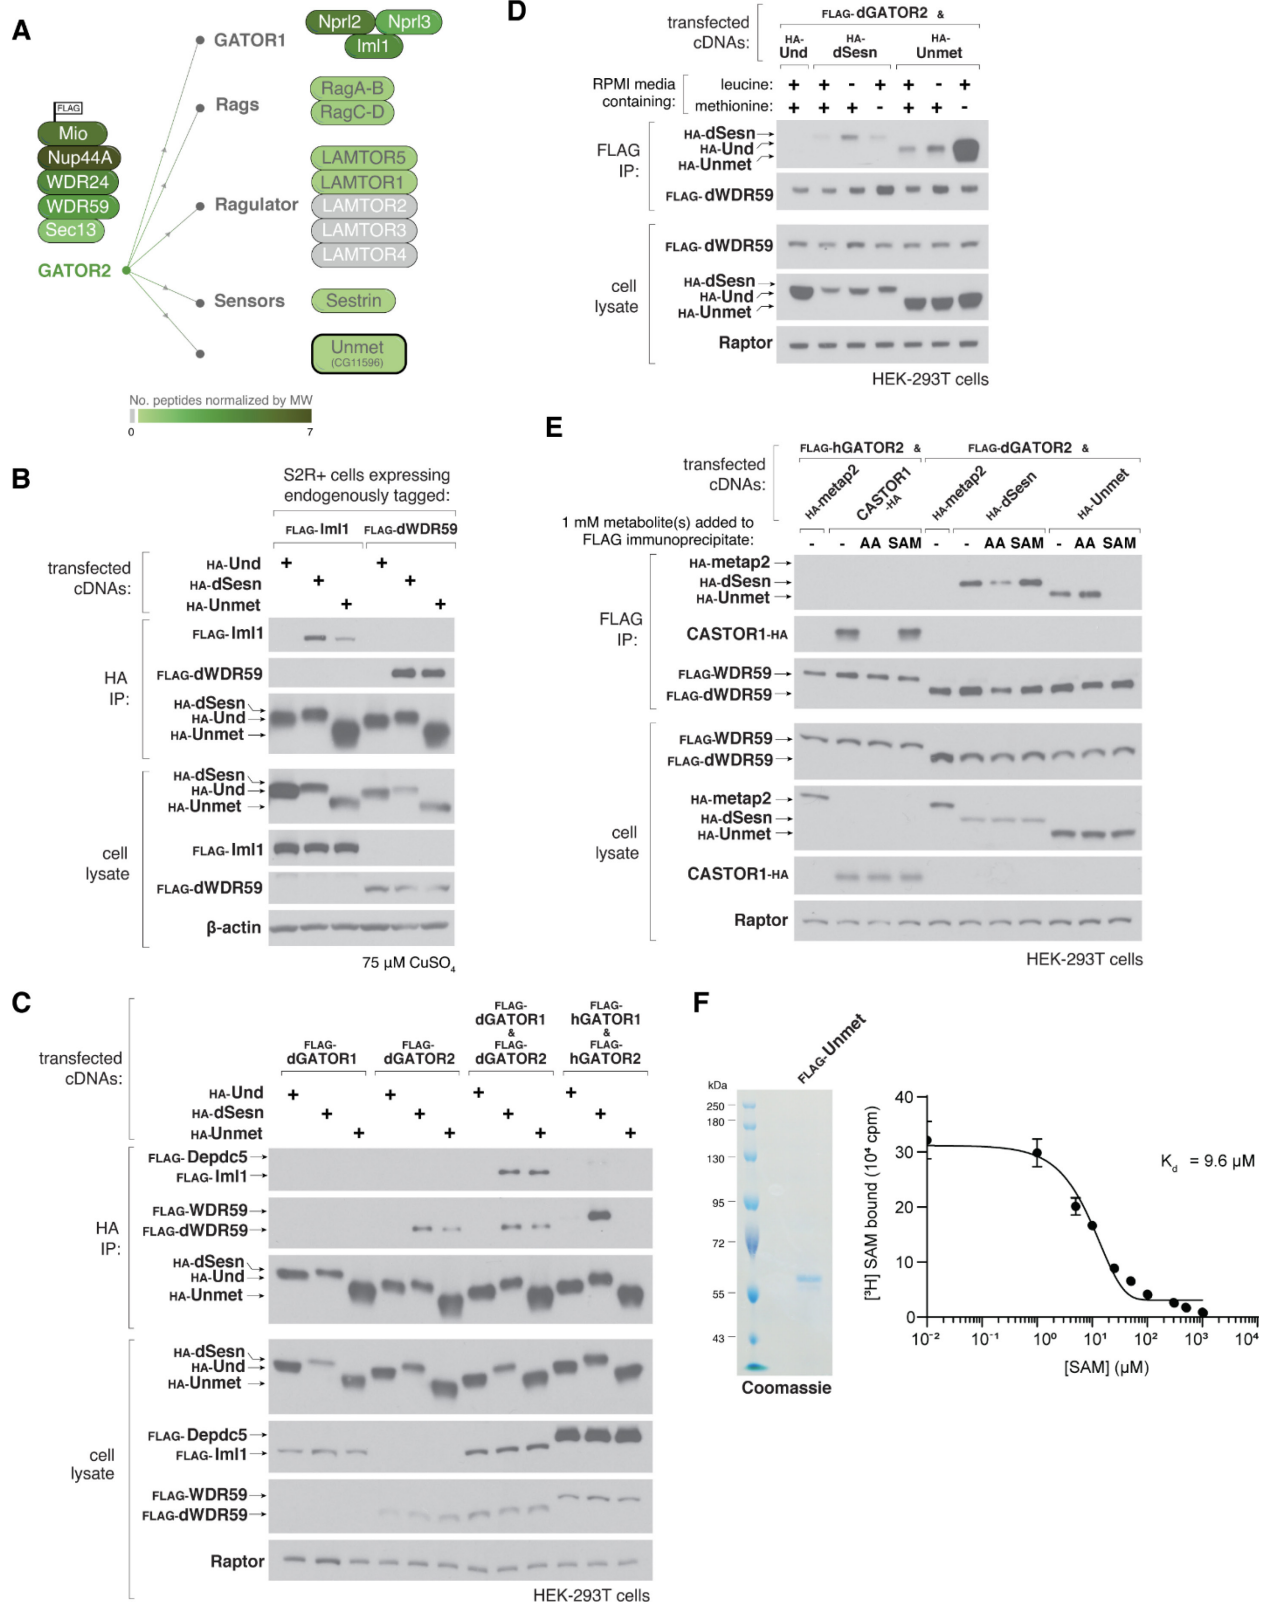 A
GATOR1
Nprl2 Nprl3
Iml1
Rags
RagA-B
RagC-D
FLAG
Mio
Nup44A
WDR24
WDR59
Sec13
GATOR2
Ragulator
LAMTOR5
LAMTOR1
LAMTOR2
LAMTOR3
LAMTOR4
Sensors
Sestrin
Unmet
(CG11596)
No. peptides normalized by MW
0 7
B
S2R+ cells expressing
endogenously tagged:
FLAG-Iml1 FLAG-dWDR59
transfected
cDNAs:
HA-Und + +
HA-dSesn + +
HA-Unmet + +
HA
IP:
FLAG-Iml1
FLAG-dWDR59
HA-dSesn
HA-Und
HA-Unmet
cell
lysate
HA-dSesn
HA-Und
HA-Unmet
FLAG-Iml1
FLAG-dWDR59
β-actin
75 µM CuSO4
C
transfected
cDNAs:
FLAG-
dGATOR1
FLAG-
dGATOR2
FLAG-
dGATOR1
&
FLAG-
dGATOR2
FLAG-
hGATOR1
&
FLAG-
hGATOR2
HA-Und + + + +
HA-dSesn + + + +
HA-Unmet + + + +
HA
IP:
FLAG-Depdc5
FLAG-Iml1
FLAG-WDR59
FLAG-dWDR59
HA-dSesn
HA-Und
HA-Unmet
cell
lysate
HA-dSesn
HA-Und
HA-Unmet
FLAG-Depdc5
FLAG-Iml1
FLAG-WDR59
FLAG-dWDR59
Raptor
HEK-293T cells
D
transfected
cDNAs:
FLAG-dGATOR2 &
HA-
Und
HA-
dSesn
HA-
Unmet
RPMI media
containing:
leucine: + + - + + - +
methionine: + + + - + + -
FLAG
IP:
HA-dSesn
HA-Und
HA-Unmet
FLAG-dWDR59
cell
lysate
FLAG-dWDR59
HA-dSesn
HA-Und
HA-Unmet
Raptor
HEK-293T cells
E
transfected
cDNAs:
FLAG-hGATOR2 & FLAG-dGATOR2 &
HA-metap2
CASTOR1
-HA
HA-metap2
HA-dSesn
HA-Unmet
1 mM metabolite(s) added to
FLAG immunoprecipitate:
- - AA SAM - - AA SAM - AA SAM
FLAG
IP:
HA-metap2
HA-dSesn
HA-Unmet
CASTOR1-HA
FLAG-WDR59
FLAG-dWDR59
cell
lysate
FLAG-WDR59
FLAG-dWDR59
HA-metap2
HA-dSesn
HA-Unmet
CASTOR1-HA
Raptor
HEK-293T cells
F
FLAG-Unmet
kDa
250
180
130
95
72
55
43
Coomassie
[³H] SAM bound (10⁴ cpm)
40
30
20
10
0
Kd = 9.6 µM
10⁻² 10⁻¹ 10⁰ 10¹ 10² 10³ 10⁴
[SAM] (µM)